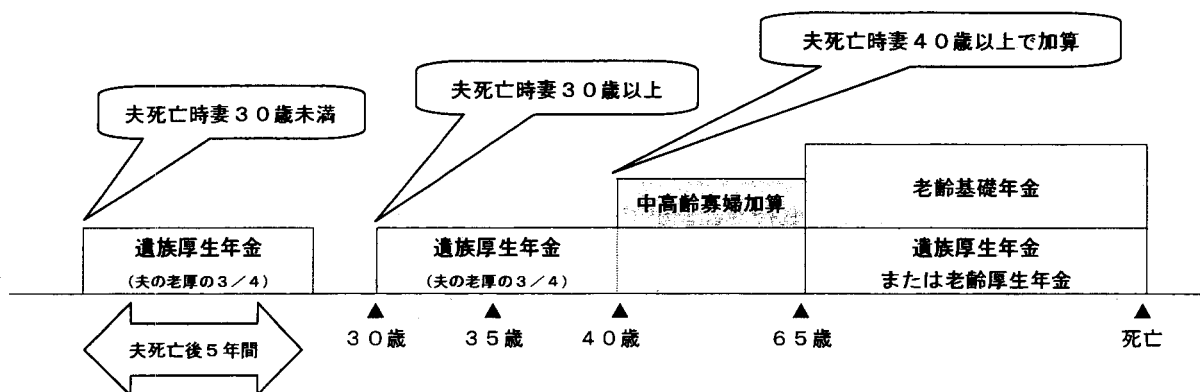 夫死亡時妻４０歳以上で加算
夫死亡時妻３０歳以上
夫死亡時妻３０歳未満
老齢基礎年金
中高齢寡婦加算
遺族厚生年金
(夫の老厚の３／４)
遺族厚生年金
(夫の老厚の３／４)
遺族厚生年金
または老齢厚生年金
夫死亡後５年間
３０歳
３５歳
４０歳
６５歳
死亡